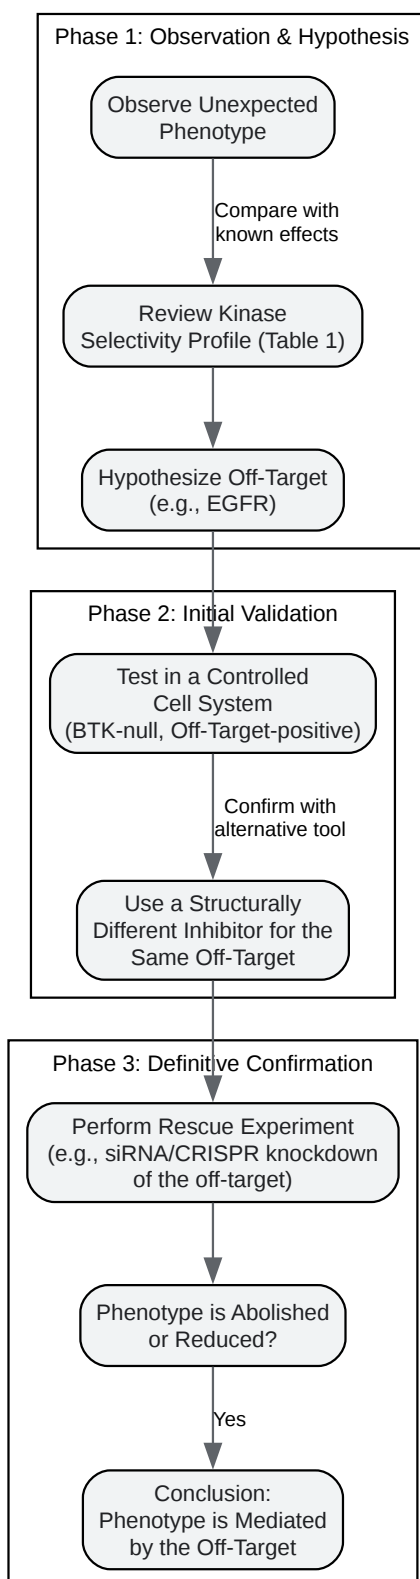 Phase 1: Observation & Hypothesis
Observe Unexpected
Phenotype
Compare with
known effects
Review Kinase
Selectivity Profile (Table 1)
Hypothesize Off-Target
(e.g., EGFR)
Phase 2: Initial Validation
Test in a Controlled
Cell System
(BTK-null, Off-Target-positive)
Confirm with
alternative tool
Use a Structurally
Different Inhibitor for the
Same Off-Target
Phase 3: Definitive Confirmation
Perform Rescue Experiment
(e.g., siRNA/CRISPR knockdown
of the off-target)
Phenotype is Abolished
or Reduced?
Yes
Conclusion:
Phenotype is Mediated
by the Off-Target